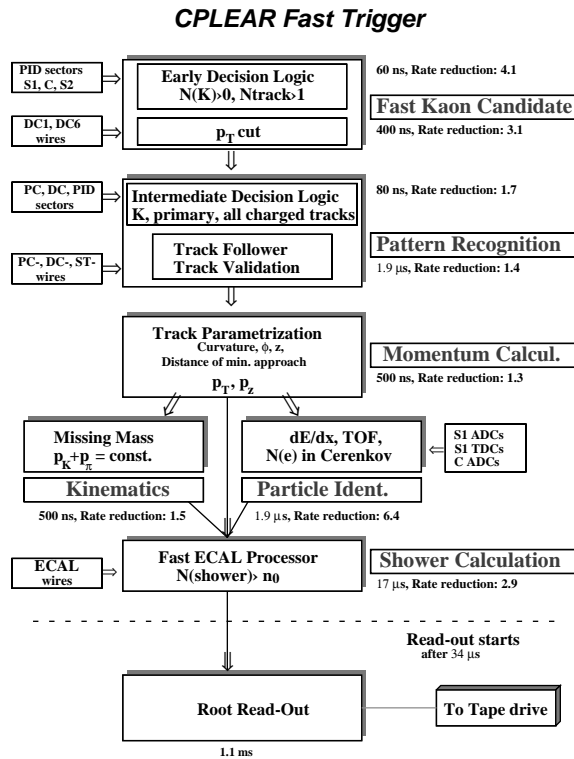 CPLEAR Fast Trigger
PID sectors
S1, C, S2
Early Decision Logic
N(K)›0, Ntrack›1
60 ns, Rate reduction: 4.1
Fast Kaon Candidate
DC1, DC6
wires
pT cut
400 ns, Rate reduction: 3.1
PC, DC, PID
sectors
Intermediate Decision Logic
K, primary, all charged tracks
80 ns, Rate reduction: 1.7
Pattern Recognition
PC-, DC-, ST-
wires
Track Follower
Track Validation
1.9 μs, Rate reduction: 1.4
Track Parametrization
Curvature, ϕ, z,
Distance of min. approach
pT, pz
Momentum Calcul.
500 ns, Rate reduction: 1.3
Missing Mass
pK+pπ = const.
dE/dx, TOF,
N(e) in Cerenkov
S1 ADCs
S1 TDCs
C ADCs
Kinematics
Particle Ident.
500 ns, Rate reduction: 1.5
1.9 μs, Rate reduction: 6.4
ECAL
wires
Fast ECAL Processor
N(shower)› n0
Shower Calculation
17 μs, Rate reduction: 2.9
Read-out starts
after 34 μs
Root Read-Out
To Tape drive
1.1 ms